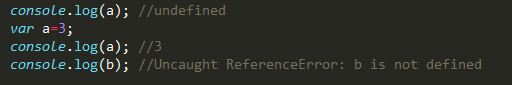 console.log(a); //undefined
var a=3;
console.log(a); //3
console.log(b); //Uncaught ReferenceError: b is not defined